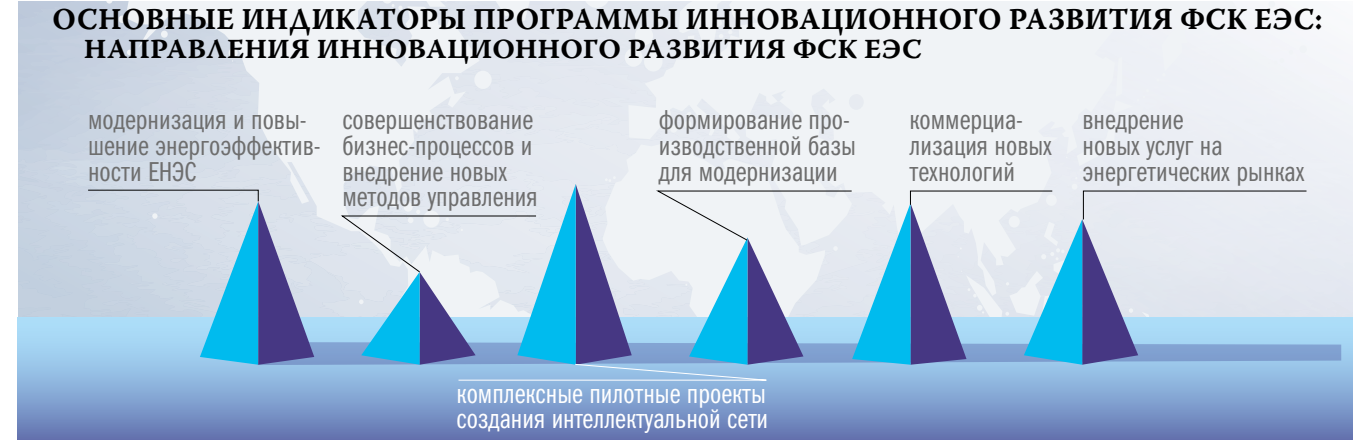 ОСНОВНЫЕ ИНДИКАТОРЫ ПРОГРАММЫ ИННОВАЦИОННОГО РАЗВИТИЯ ФСК ЕЭС:
НАПРАВЛЕНИЯ ИННОВАЦИОННОГО РАЗВИТИЯ ФСК ЕЭС
модернизация и повы-
шение энергоэффектив-
ности ЕНЭС
совершенствование
бизнес-процессов и
внедрение новых
методов управления
формирование про-
изводственной базы
для модернизации
коммерциа-
лизация новых
технологий
внедрение
новых услуг на
энергетических рынках
комплексные пилотные проекты
создания интеллектуальной сети